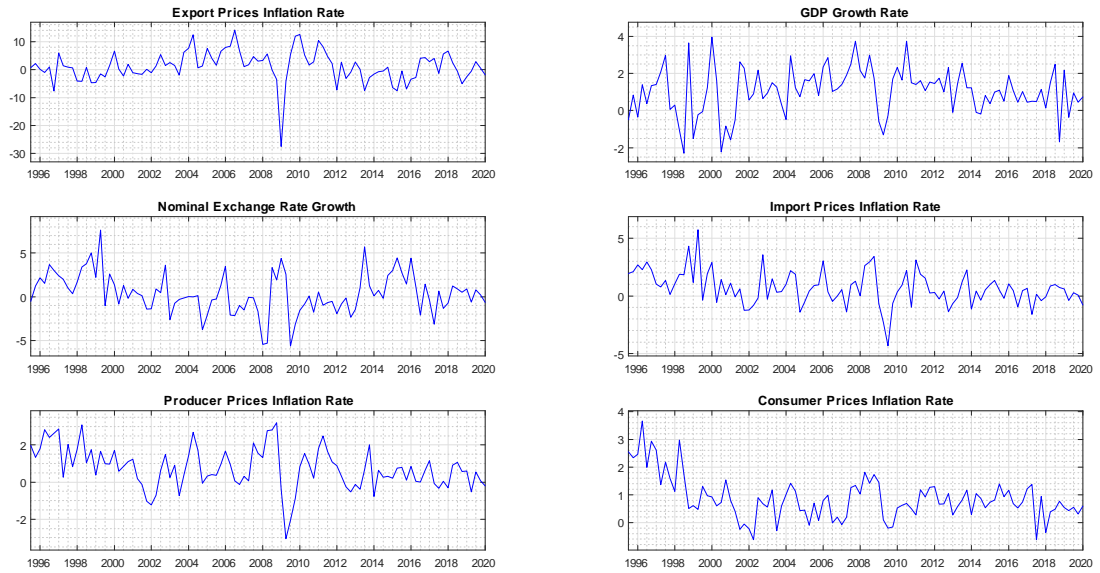 Export Prices Inflation Rate
10
0
-10
-20
-30
1996 1998 2000 2002 2004 2006 2008 2010 2012 2014 2016 2018 2020
GDP Growth Rate
4
2
0
-2
1996 1998 2000 2002 2004 2006 2008 2010 2012 2014 2016 2018 2020
Nominal Exchange Rate Growth
5
0
-5
1996 1998 2000 2002 2004 2006 2008 2010 2012 2014 2016 2018 2020
Import Prices Inflation Rate
5
0
-5
1996 1998 2000 2002 2004 2006 2008 2010 2012 2014 2016 2018 2020
Producer Prices Inflation Rate
2
0
-2
1996 1998 2000 2002 2004 2006 2008 2010 2012 2014 2016 2018 2020
Consumer Prices Inflation Rate
4
3
2
1
0
1996 1998 2000 2002 2004 2006 2008 2010 2012 2014 2016 2018 2020